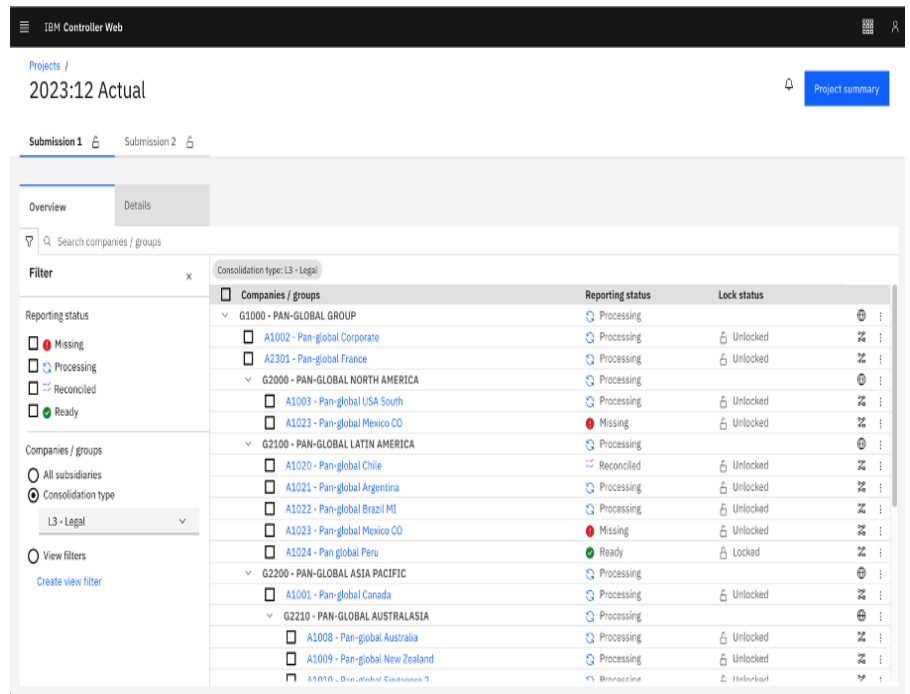 IBM Controller Web
Projects /
2023:12 Actual
Project summary
Submission 1 Submission 2
Overview Details
Search companies / groups
Filter x
Consolidation type: L3 - Legal
Reporting status
Missing
Processing
Reconciled
Ready
Companies / groups
All subsidiaries
Consolidation type
L3 - Legal
View filters
Create view filter
Companies / groups Reporting status Lock status
G1000 - PAN-GLOBAL GROUP Processing
A1002 - Pan-global Corporate Processing Unlocked
A2301 - Pan-global France Processing Unlocked
G2000 - PAN-GLOBAL NORTH AMERICA Processing
A1003 - Pan-global USA South Processing Unlocked
A1023 - Pan-global Mexico CO Missing Unlocked
G2100 - PAN-GLOBAL LATIN AMERICA Processing
A1020 - Pan-global Chile Reconciled Unlocked
A1021 - Pan-global Argentina Processing Unlocked
A1022 - Pan-global Brazil MI Processing Unlocked
A1023 - Pan-global Mexico CO Missing Unlocked
A1024 - Pan global Peru Ready Locked
G2200 - PAN-GLOBAL ASIA PACIFIC Processing
A1001 - Pan-global Canada Processing Unlocked
G2210 - PAN-GLOBAL AUSTRALASIA Processing
A1008 - Pan-global Australia Processing Unlocked
A1009 - Pan-global New Zealand Processing Unlocked
A1010 - Pan-global Singapore 2 Processing Unlocked